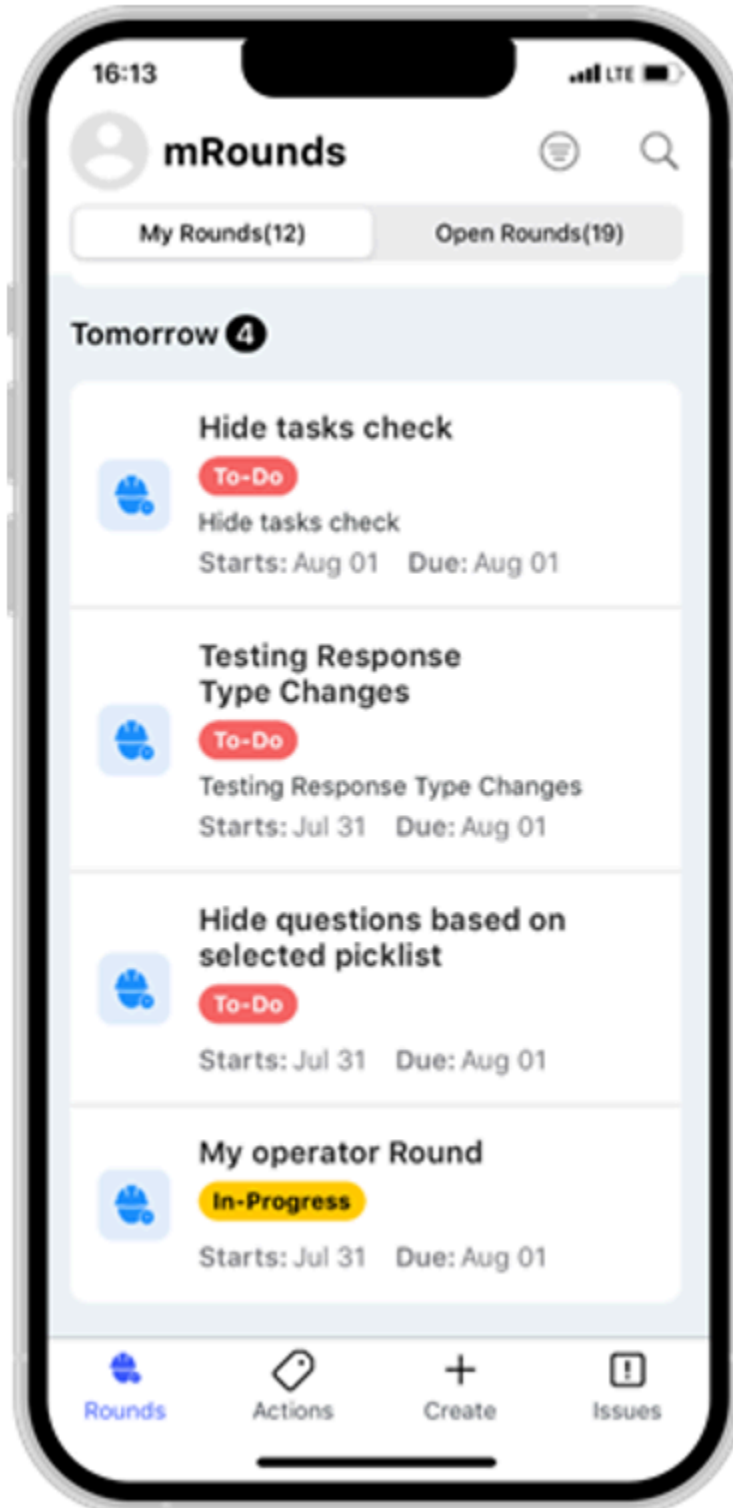 16:13 LTE
mRounds
My Rounds(12) Open Rounds(19)
Tomorrow 4
Hide tasks check
To-Do
Hide tasks check
Starts: Aug 01 Due: Aug 01
Testing Response
Type Changes
To-Do
Testing Response Type Changes
Starts: Jul 31 Due: Aug 01
Hide questions based on
selected picklist
To-Do
Starts: Jul 31 Due: Aug 01
My operator Round
In-Progress
Starts: Jul 31 Due: Aug 01
Rounds Actions Create Issues